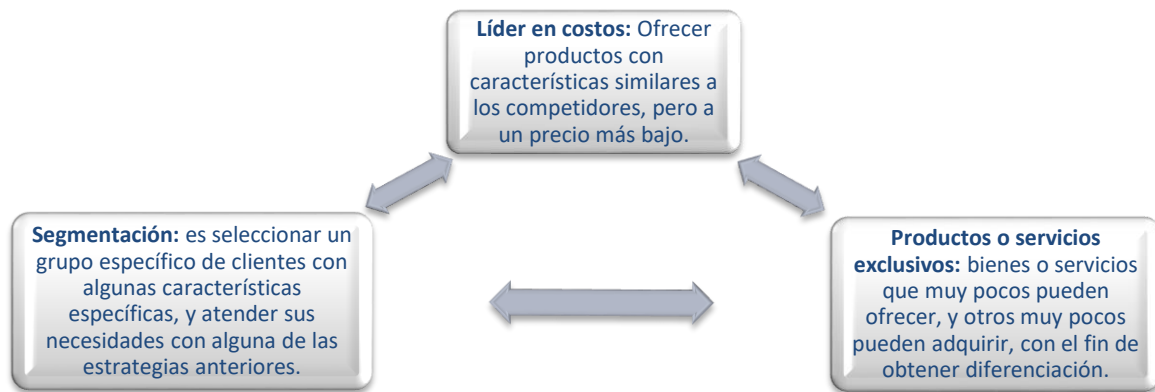 Líder en costos: Ofrecer
productos con
características similares a
los competidores, pero a
un precio más bajo.
Segmentación: es seleccionar un
grupo específico de clientes con
algunas características
específicas, y atender sus
necesidades con alguna de las
estrategias anteriores.
Productos o servicios
exclusivos: bienes o servicios
que muy pocos pueden
ofrecer, y otros muy pocos
pueden adquirir, con el fin de
obtener diferenciación.